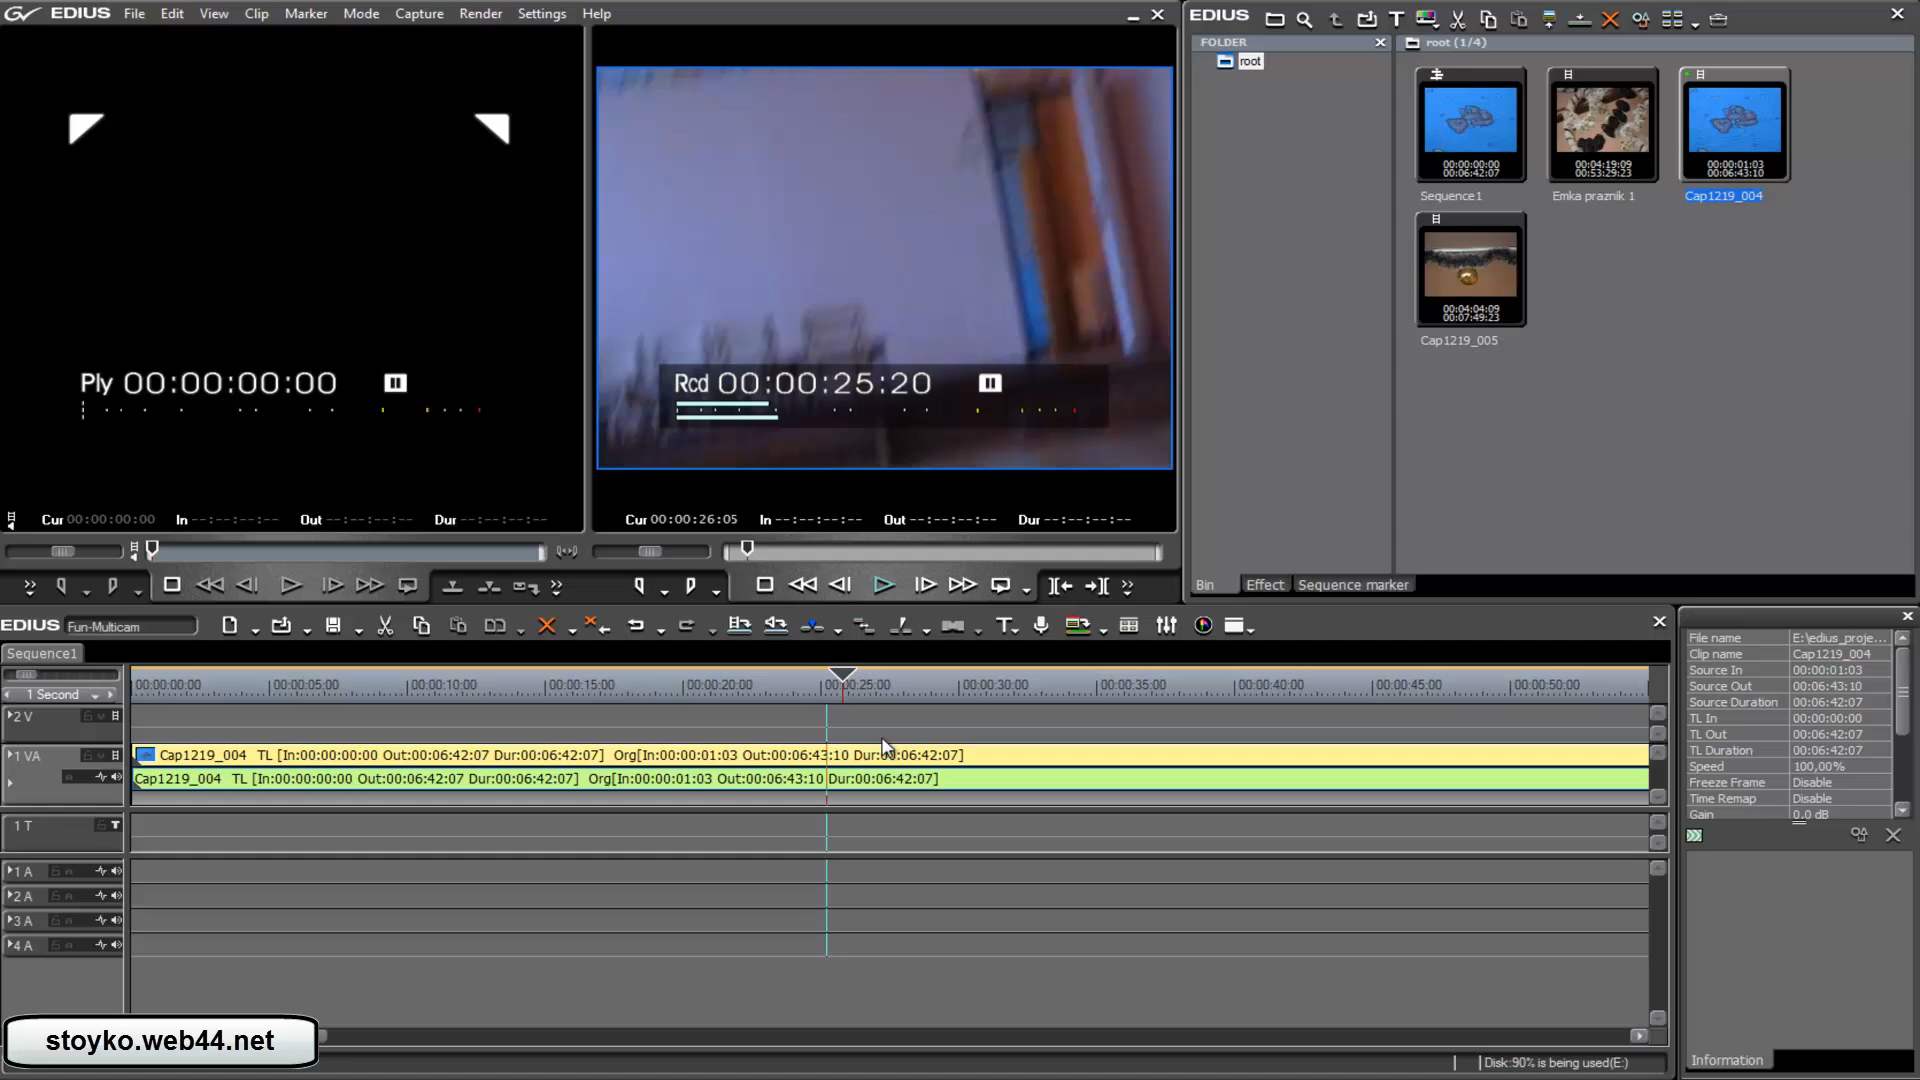 EDIUS File Edit View Clip Marker Mode Capture Render Settings Help
Ply 00:00:00:00
Cur 00:00:00:00 In --:--:--:-- Out --:--:--:-- Dur --:--:--:--
Rcd 00:00:25:20
Cur 00:00:26:05 In --:--:--:-- Out --:--:--:-- Dur --:--:--:--
EDIUS
FOLDER
root
root (1/4)
00:00:00:00
00:06:42:07
Sequence1
00:04:19:09
00:53:29:23
Emka praznik 1
00:00:01:03
00:06:43:10
Cap1219_004
00:04:04:09
00:07:49:23
Cap1219_005
Bin Effect Sequence marker
EDIUS Fun-Multicam
Sequence1
1 Second
00:00:00:00 00:00:05:00 00:00:10:00 00:00:15:00 00:00:20:00 00:00:25:00 00:00:30:00 00:00:35:00 00:00:40:00 00:00:45:00 00:00:50:00
2 V
1 VA
Cap1219_004 TL [In:00:00:00:00 Out:00:06:42:07 Dur:00:06:42:07] Org[In:00:00:01:03 Out:00:06:43:10 Dur:00:06:42:07]
Cap1219_004 TL [In:00:00:00:00 Out:00:06:42:07 Dur:00:06:42:07] Org[In:00:00:01:03 Out:00:06:43:10 Dur:00:06:42:07]
1 T
1 A
2 A
3 A
4 A
File name E:\edius_proje...
Clip name Cap1219_004
Source In 00:00:01:03
Source Out 00:06:43:10
Source Duration 00:06:42:07
TL In 00:00:00:00
TL Out 00:06:42:07
TL Duration 00:06:42:07
Speed 100,00%
Freeze Frame Disable
Time Remap Disable
Gain 0.0 dB
Information
stoyko.web44.net
Disk:90% is being used(E:)